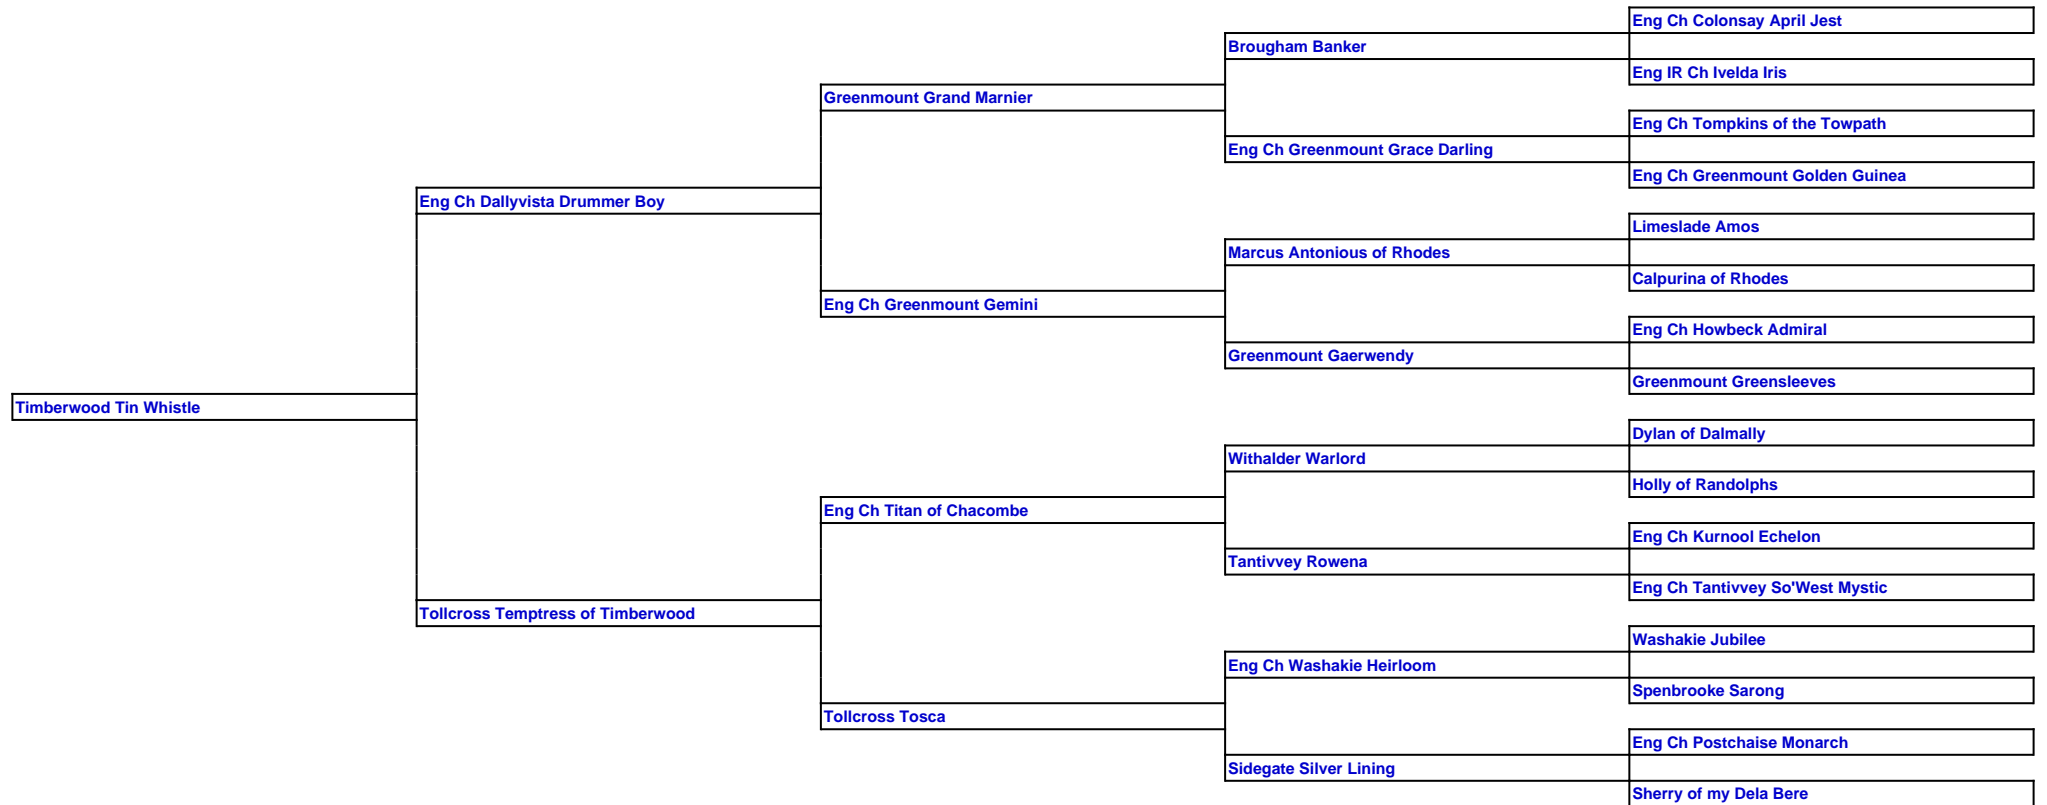 Eng Ch Colonsay April Jest
Brougham Banker
Eng IR Ch Ivelda Iris
Greenmount Grand Marnier
Eng Ch Tompkins of the Towpath
Eng Ch Greenmount Grace Darling
Eng Ch Greenmount Golden Guinea
Eng Ch Dallyvista Drummer Boy
Limeslade Amos
Marcus Antonious of Rhodes
Calpurina of Rhodes
Eng Ch Greenmount Gemini
Eng Ch Howbeck Admiral
Greenmount Gaerwendy
Greenmount Greensleeves
Timberwood Tin Whistle
Dylan of Dalmally
Withalder Warlord
Holly of Randolphs
Eng Ch Titan of Chacombe
Eng Ch Kurnool Echelon
Tantivvey Rowena
Eng Ch Tantivvey So'West Mystic
Tollcross Temptress of Timberwood
Washakie Jubilee
Eng Ch Washakie Heirloom
Spenbrooke Sarong
Tollcross Tosca
Eng Ch Postchaise Monarch
Sidegate Silver Lining
Sherry of my Dela Bere